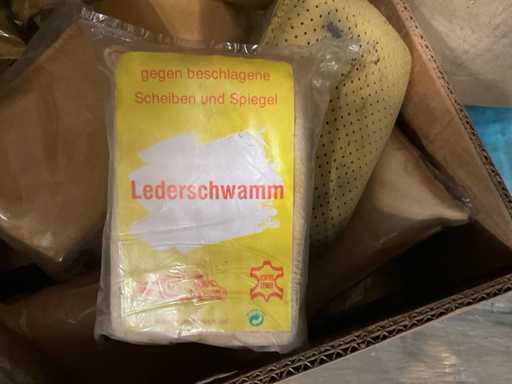 gegen beschlagene
Scheiben und Spiegel
Lederschwamm